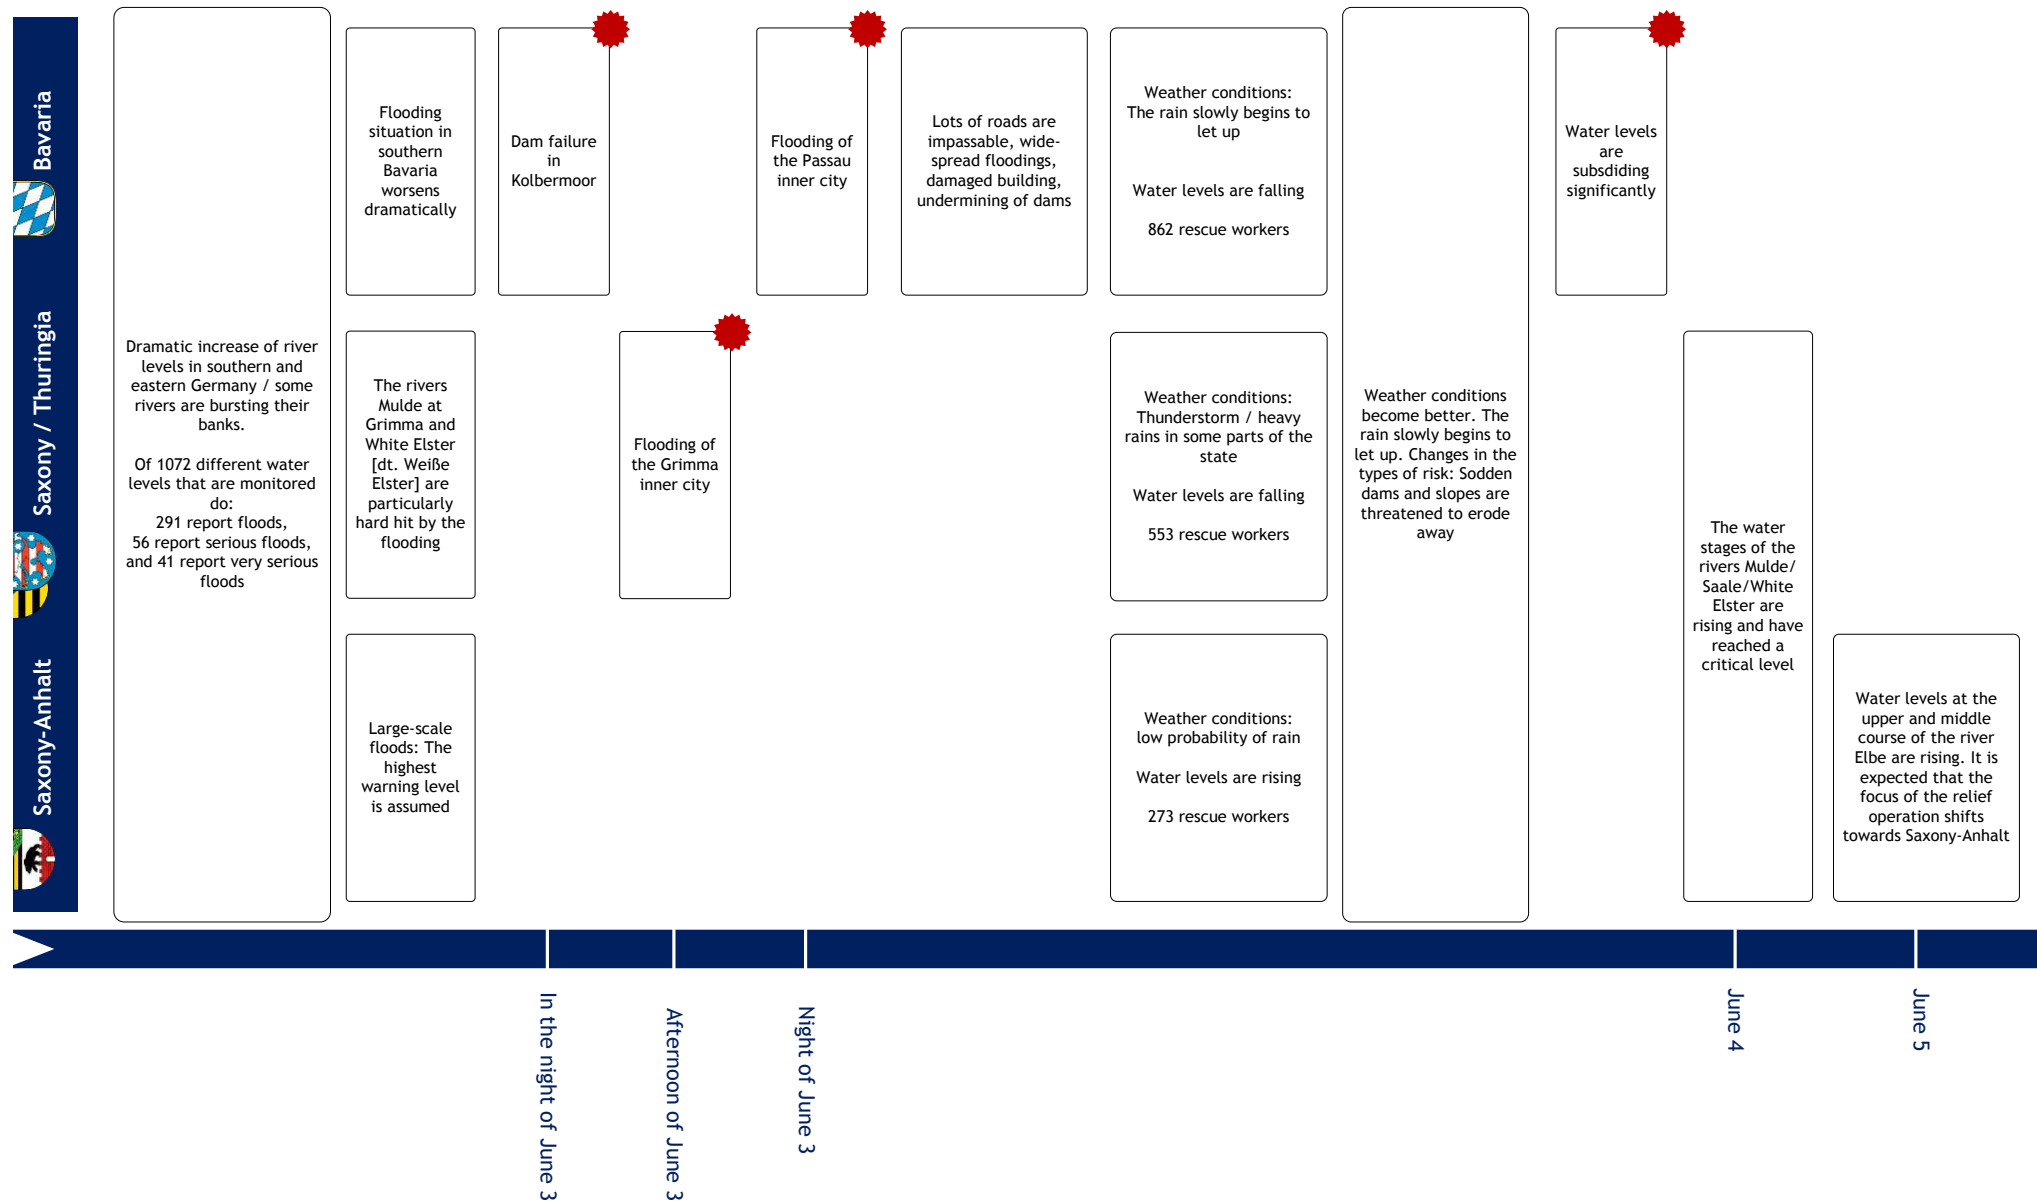 Bavaria
Saxony / Thuringia
Saxony-Anhalt
Dramatic increase of river
levels in southern and
eastern Germany / some
rivers are bursting their
banks.
Of 1072 different water
levels that are monitored
do:
291 report floods,
56 report serious floods,
and 41 report very serious
floods
Flooding
situation in
southern
Bavaria
worsens
dramatically
The rivers
Mulde at
Grimma and
White Elster
[dt. Weiße
Elster] are
particularly
hard hit by the
flooding
Large-scale
floods: The
highest
warning level
is assumed
Dam failure
in
Kolbermoor
Flooding of
the Grimma
inner city
Flooding of
the Passau
inner city
Lots of roads are
impassable, wide-
spread floodings,
damaged building,
undermining of dams
Weather conditions:
The rain slowly begins to
let up
Water levels are falling
862 rescue workers
Weather conditions:
Thunderstorm / heavy
rains in some parts of the
state
Water levels are falling
553 rescue workers
Weather conditions:
low probability of rain
Water levels are rising
273 rescue workers
Weather conditions
become better. The
rain slowly begins to
let up. Changes in the
types of risk: Sodden
dams and slopes are
threatened to erode
away
Water levels
are
subsdiding
significantly
The water
stages of the
rivers Mulde/
Saale/White
Elster are
rising and have
reached a
critical level
Water levels at the
upper and middle
course of the river
Elbe are rising. It is
expected that the
focus of the relief
operation shifts
towards Saxony-Anhalt
In the night of June 3
Afternoon of June 3
Night of June 3
June 4
June 5